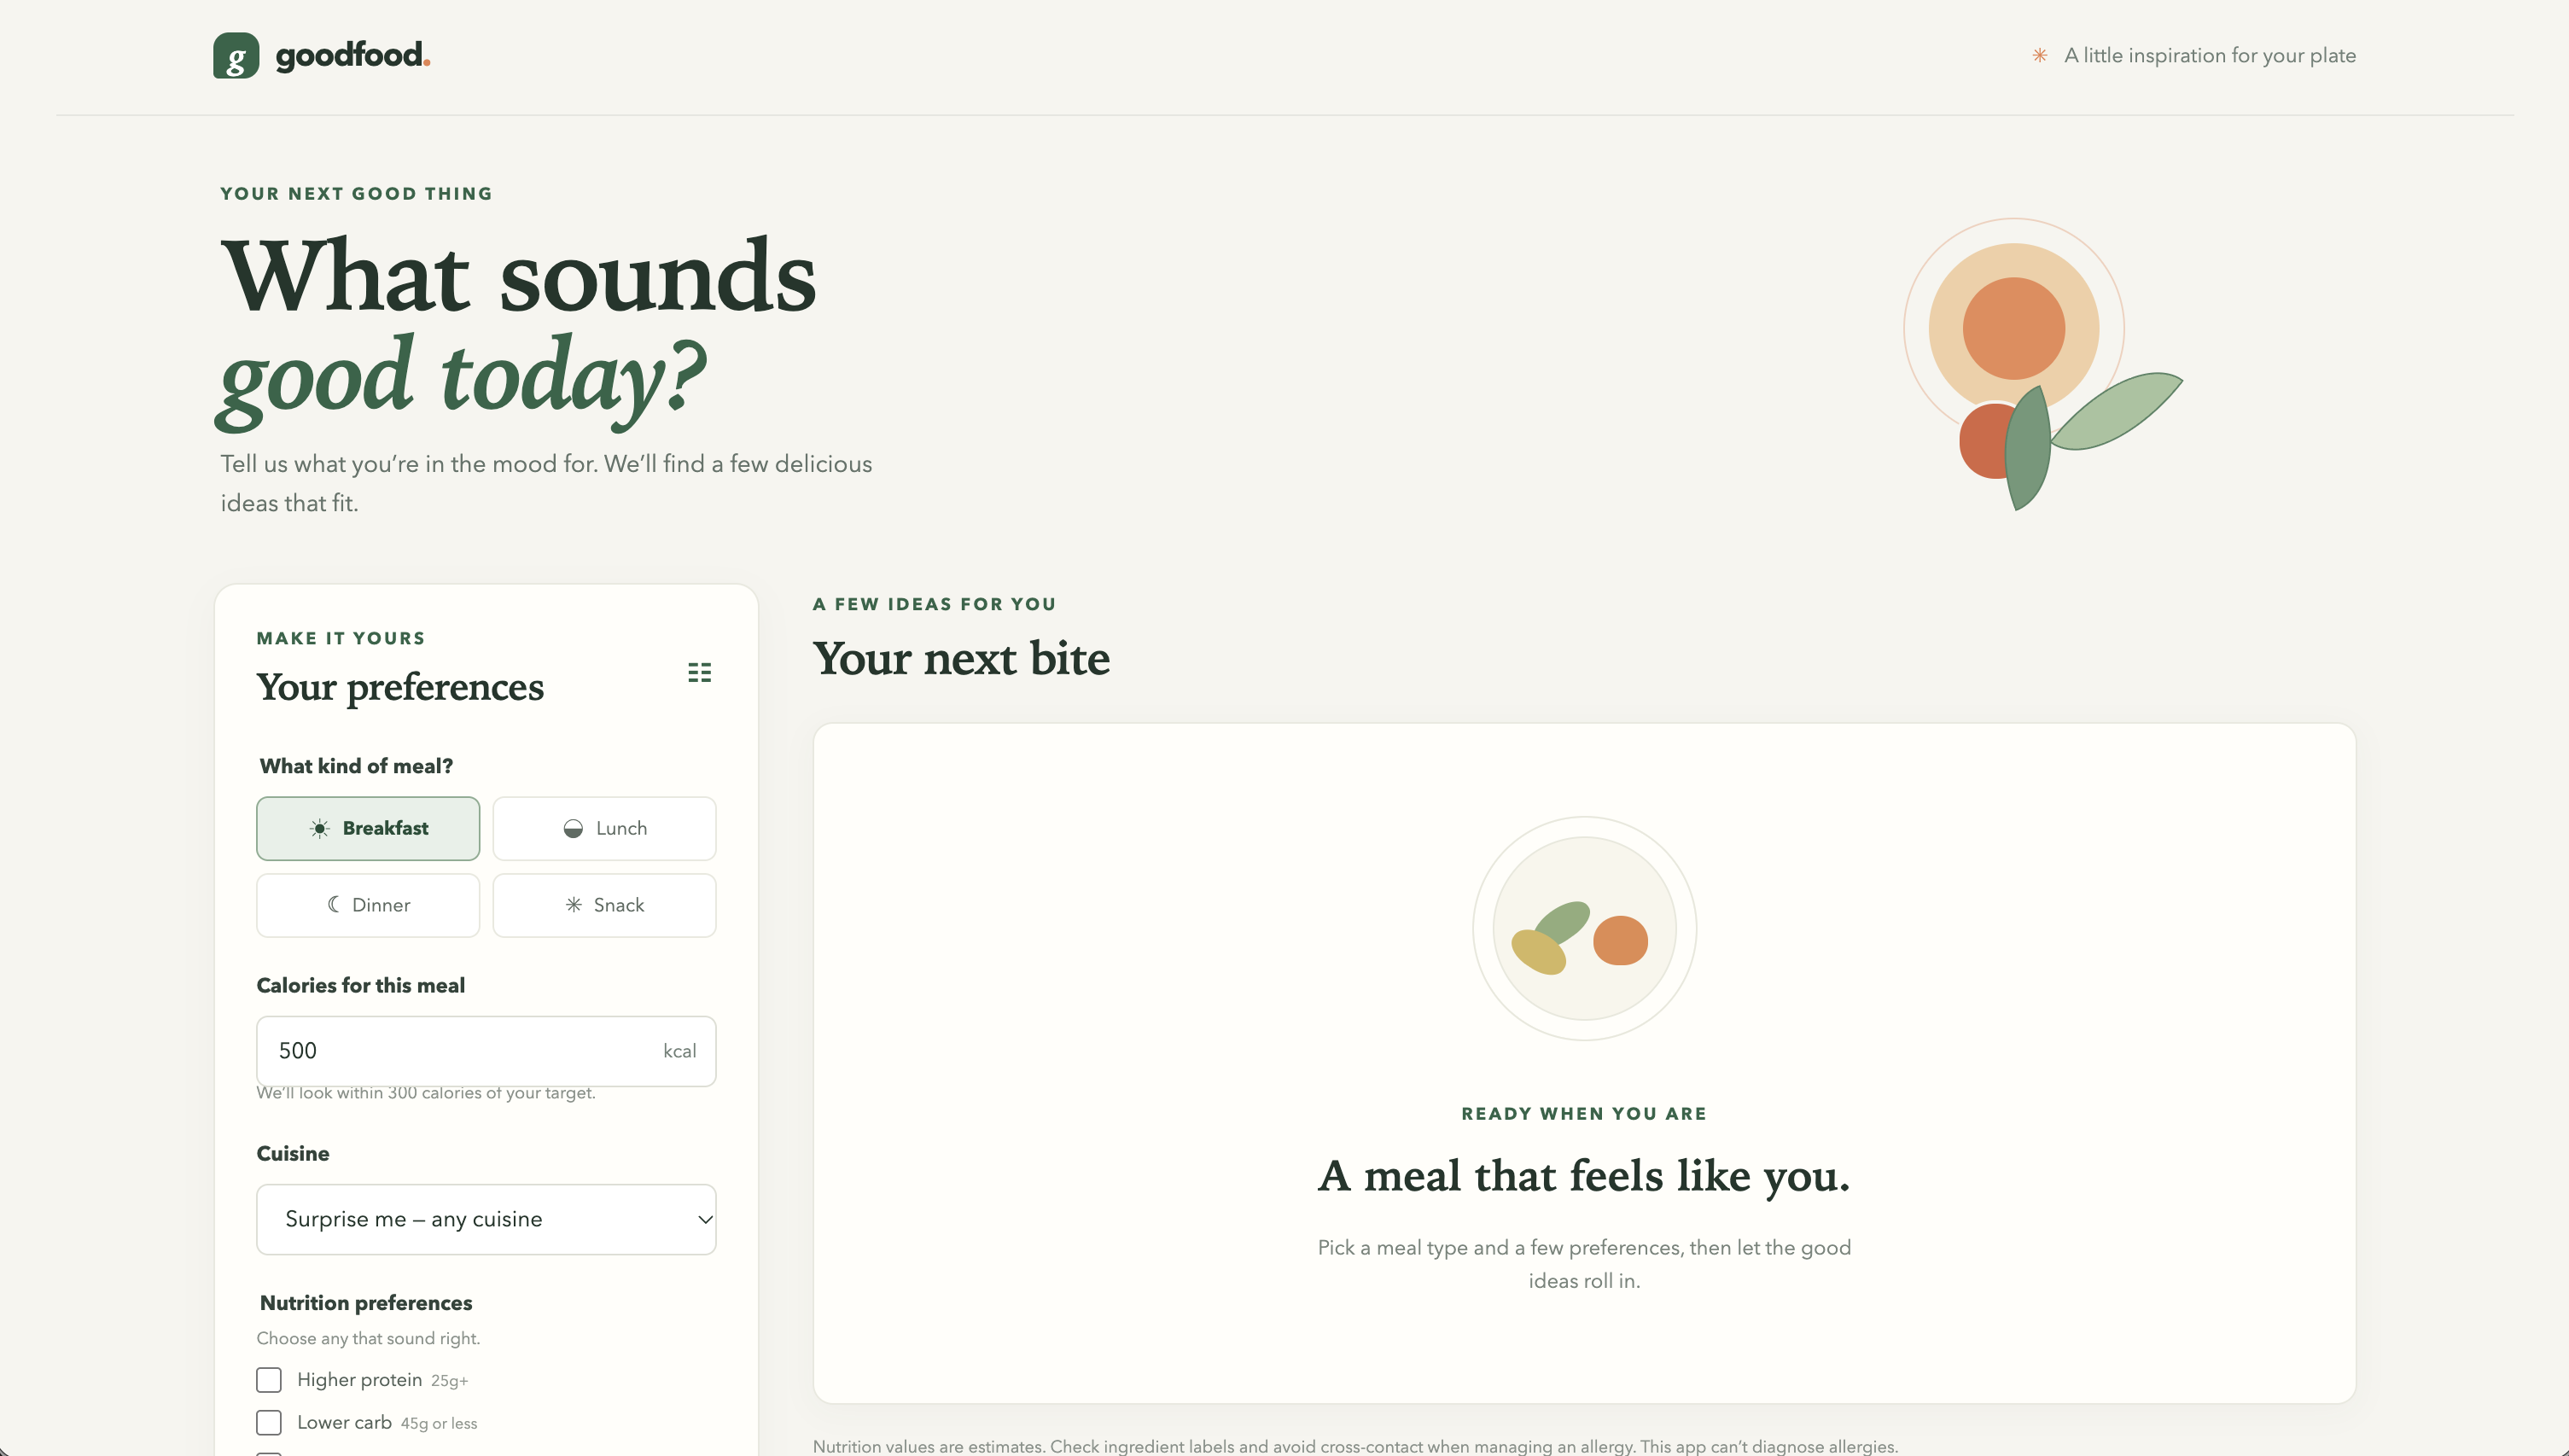 g goodfood.
A little inspiration for your plate
YOUR NEXT GOOD THING
What sounds
good today?
Tell us what you’re in the mood for. We’ll find a few delicious
ideas that fit.
MAKE IT YOURS
Your preferences
What kind of meal?
Breakfast
Lunch
Dinner
Snack
Calories for this meal
500 kcal
We’ll look within 300 calories of your target.
Cuisine
Surprise me – any cuisine
Nutrition preferences
Choose any that sound right.
Higher protein 25g+
Lower carb 45g or less
A FEW IDEAS FOR YOU
Your next bite
READY WHEN YOU ARE
A meal that feels like you.
Pick a meal type and a few preferences, then let the good
ideas roll in.
Nutrition values are estimates. Check ingredient labels and avoid cross-contact when managing an allergy. This app can’t diagnose allergies.